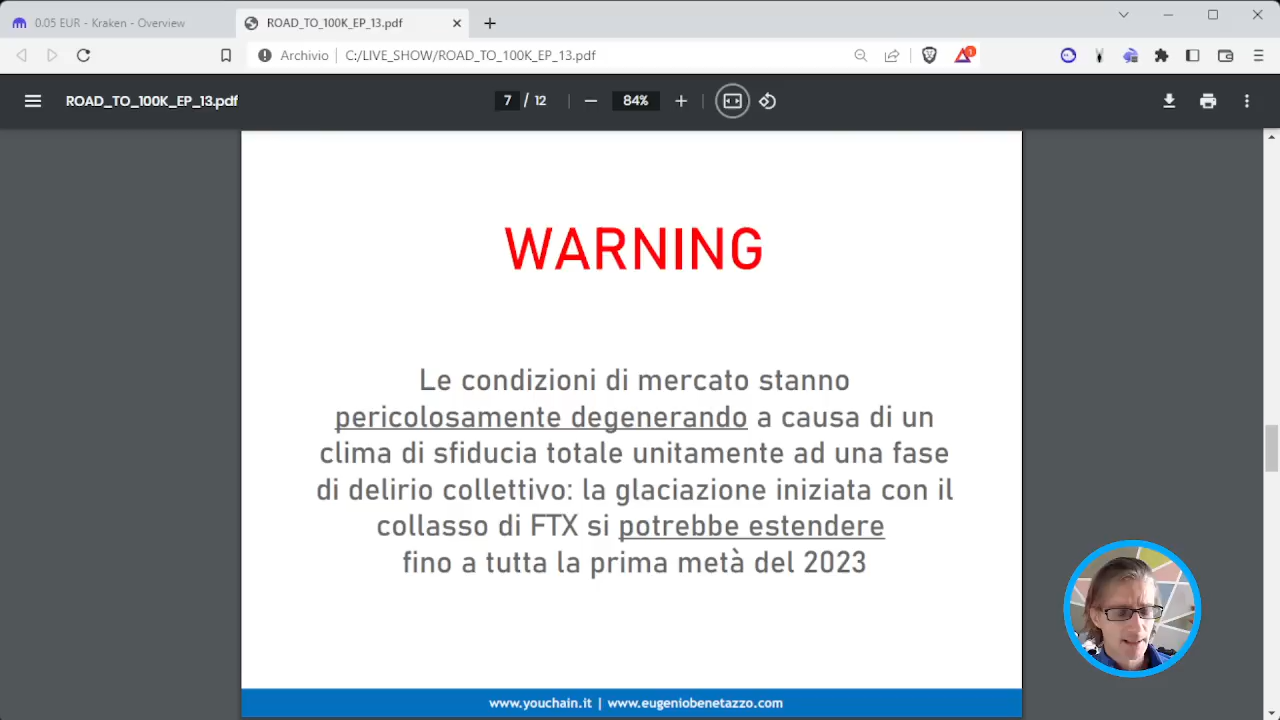 0.05 EUR - Kraken - Overview
ROAD_TO_100K_EP_13.pdf
Archivio
C:/LIVE_SHOW/ROAD_TO_100K_EP_13.pdf
1
ROAD_TO_100K_EP_13.pdf
7 / 12
84%
WARNING
Le condizioni di mercato stanno
pericolosamente degenerando a causa di un
clima di sfiducia totale unitamente ad una fase
di delirio collettivo: la glaciazione iniziata con il
collasso di FTX si potrebbe estendere
fino a tutta la prima metà del 2023
www.youchain.it | www.eugeniobenetazzo.com